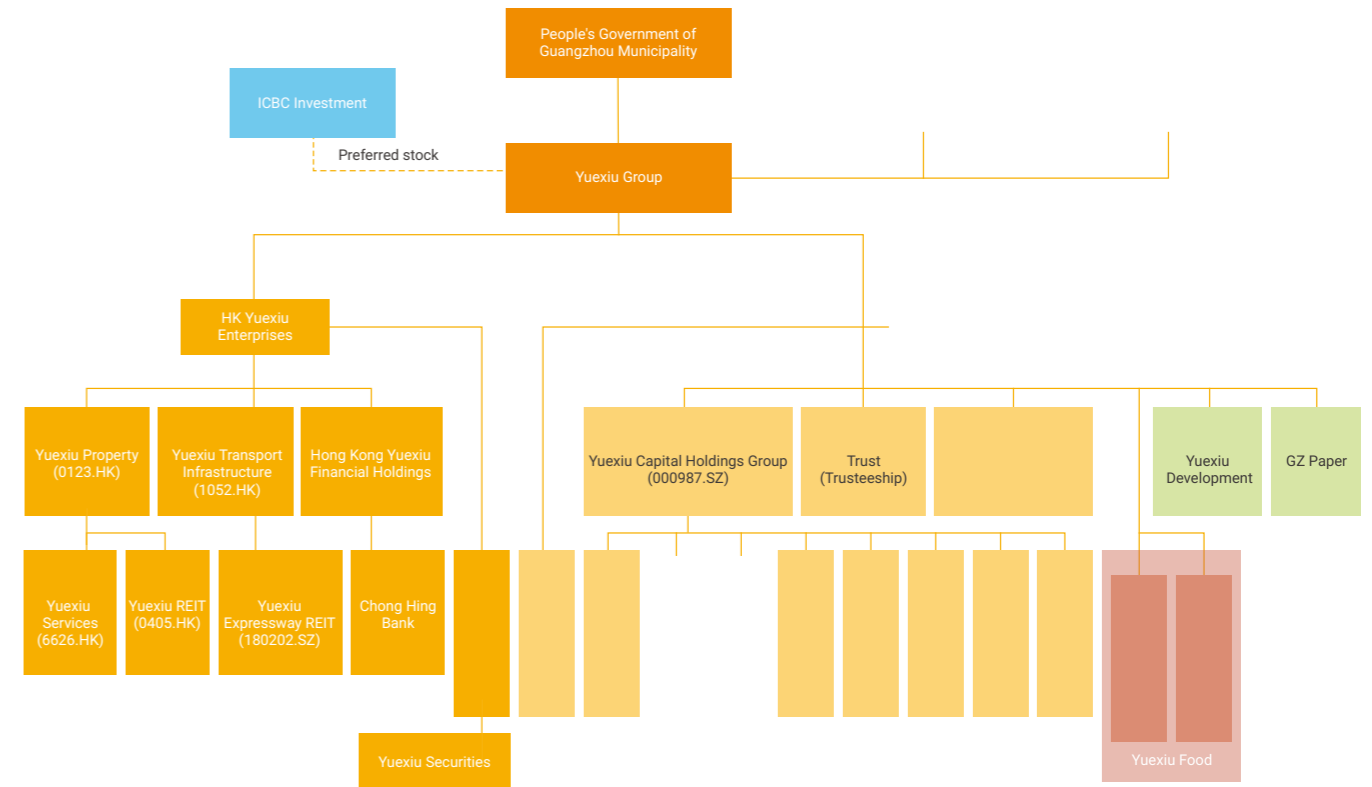 People's Government of
Guangzhou Municipality
ICBC Investment
Preferred stock
Yuexiu Group
HK Yuexiu
Enterprises
Yuexiu Property
(0123.HK)
Yuexiu Transport
Infrastructure
(1052.HK)
Hong Kong Yuexiu
Financial Holdings
Yuexiu Capital Holdings Group
(000987.SZ)
Trust
(Trusteeship)
Yuexiu
Development
GZ Paper
Yuexiu
Services
(6626.HK)
Yuexiu REIT
(0405.HK)
Yuexiu
Expressway REIT
(180202.SZ)
Chong Hing
Bank
Yuexiu Securities
Yuexiu Food